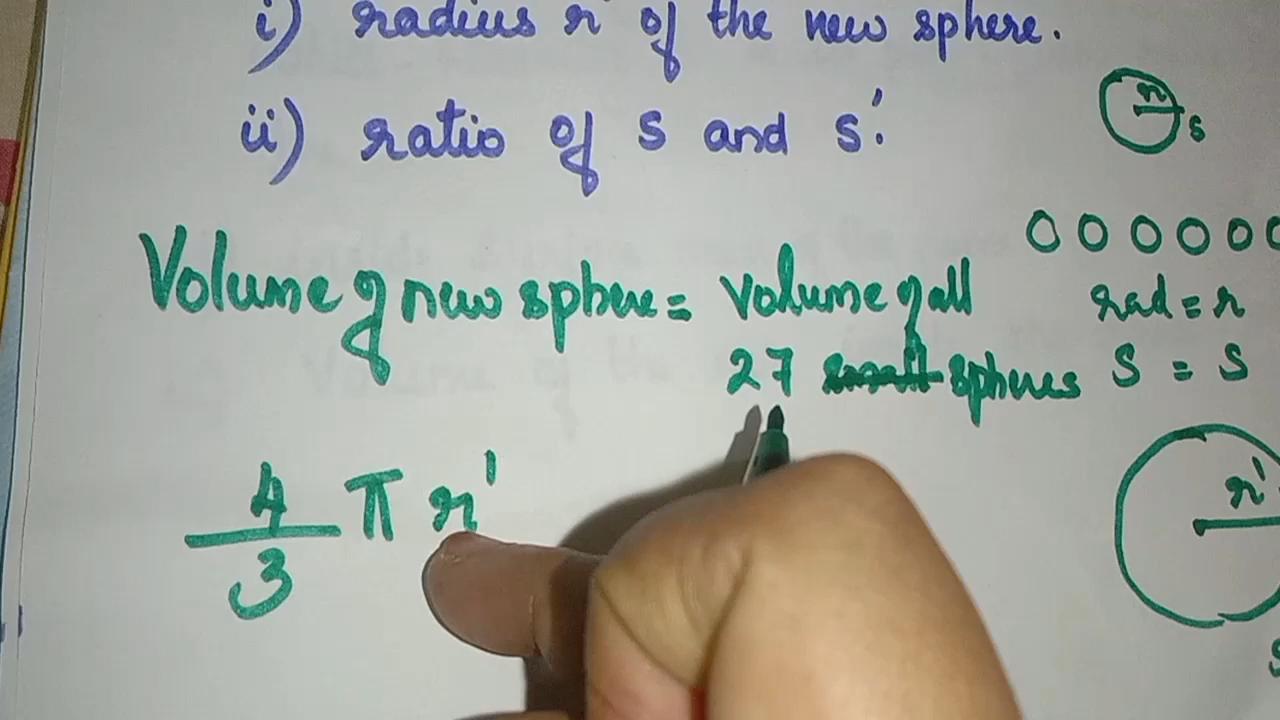 i) radius r' of the new sphere.
ii) ratio of S and S'.
r
S
Volume of new sphere = Volume of all
27 spheres
rad = r
S = S
4/3 π r'
r'
S